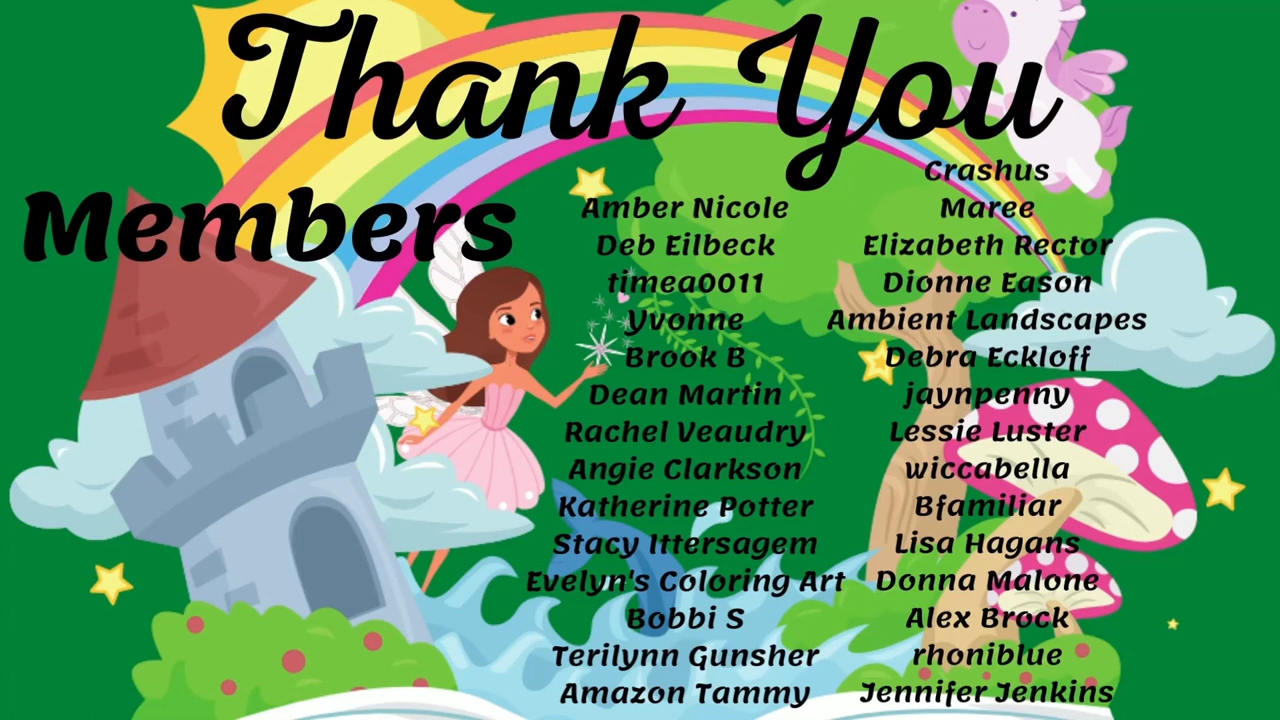 Thank You
Members
Amber Nicole
Deb Eilbeck
timea0011
Yvonne
Brook B
Dean Martin
Rachel Veaudry
Angie Clarkson
Katherine Potter
Stacy Ittersagem
Evelyn's Coloring Art
Bobbi S
Terilynn Gunsher
Amazon Tammy
Crashus
Maree
Elizabeth Rector
Dionne Eason
Ambient Landscapes
Debra Eckloff
jaynpenny
Lessie Luster
wiccabella
Bfamiliar
Lisa Hagans
Donna Malone
Alex Brock
rhoniblue
Jennifer Jenkins